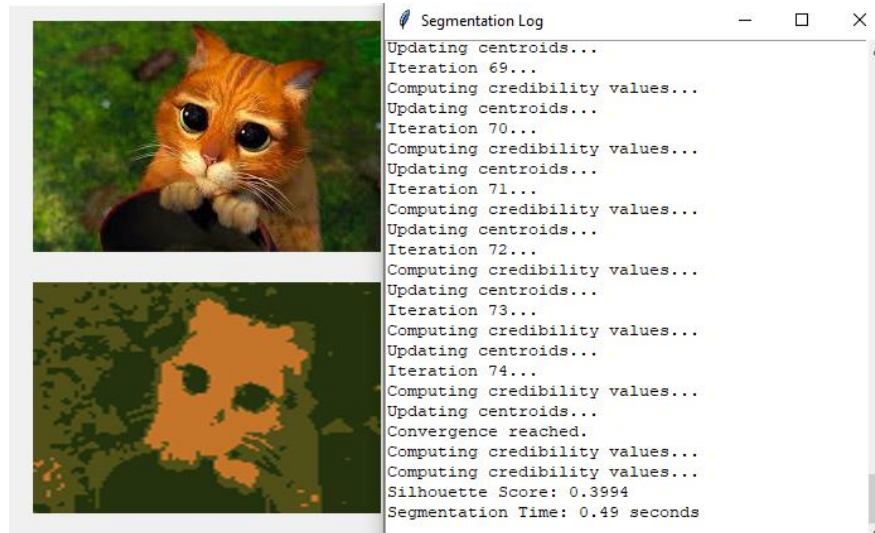 Segmentation Log
Updating centroids...
Iteration 69...
Computing credibility values...
Updating centroids...
Iteration 70...
Computing credibility values...
Updating centroids...
Iteration 71...
Computing credibility values...
Updating centroids...
Iteration 72...
Computing credibility values...
Updating centroids...
Iteration 73...
Computing credibility values...
Updating centroids...
Iteration 74...
Computing credibility values...
Updating centroids...
Convergence reached.
Computing credibility values...
Computing credibility values...
Silhouette Score: 0.3994
Segmentation Time: 0.49 seconds